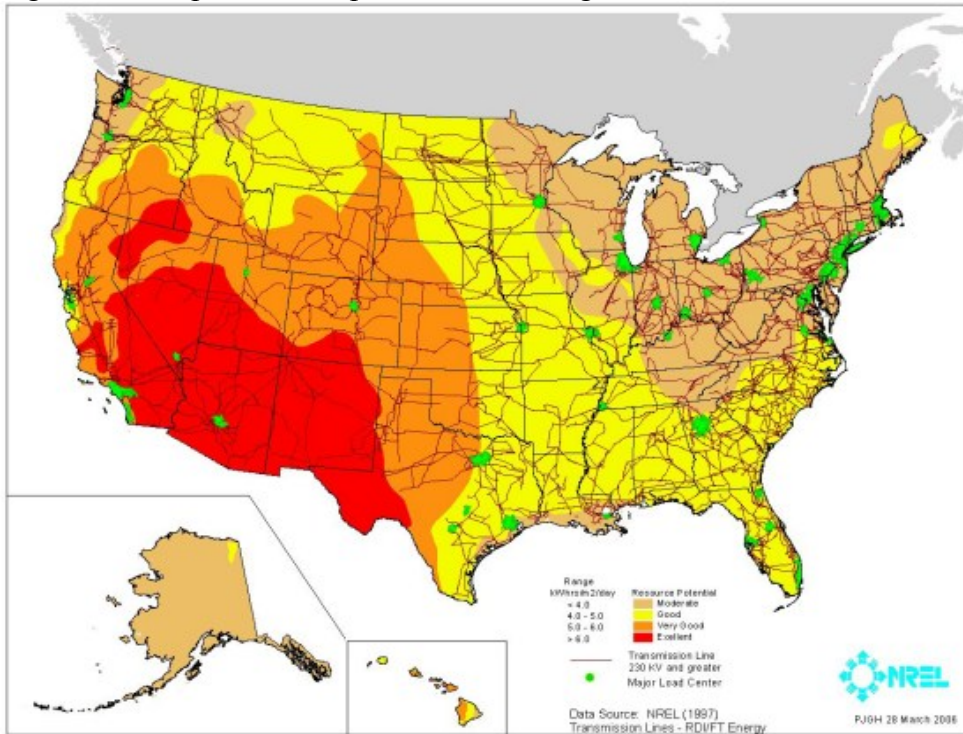 Range
kWhrs/m2/day
< 4.0
4.0 - 5.0
5.0 - 6.0
> 6.0
Resource Potential
Moderate
Good
Very Good
Exellent
Transmission Line
230 KV and greater
Major Load Center
Data Source: NREL (1997)
Transmission Lines - RDI/FT Energy
NREL
PJGH 28 March 2006